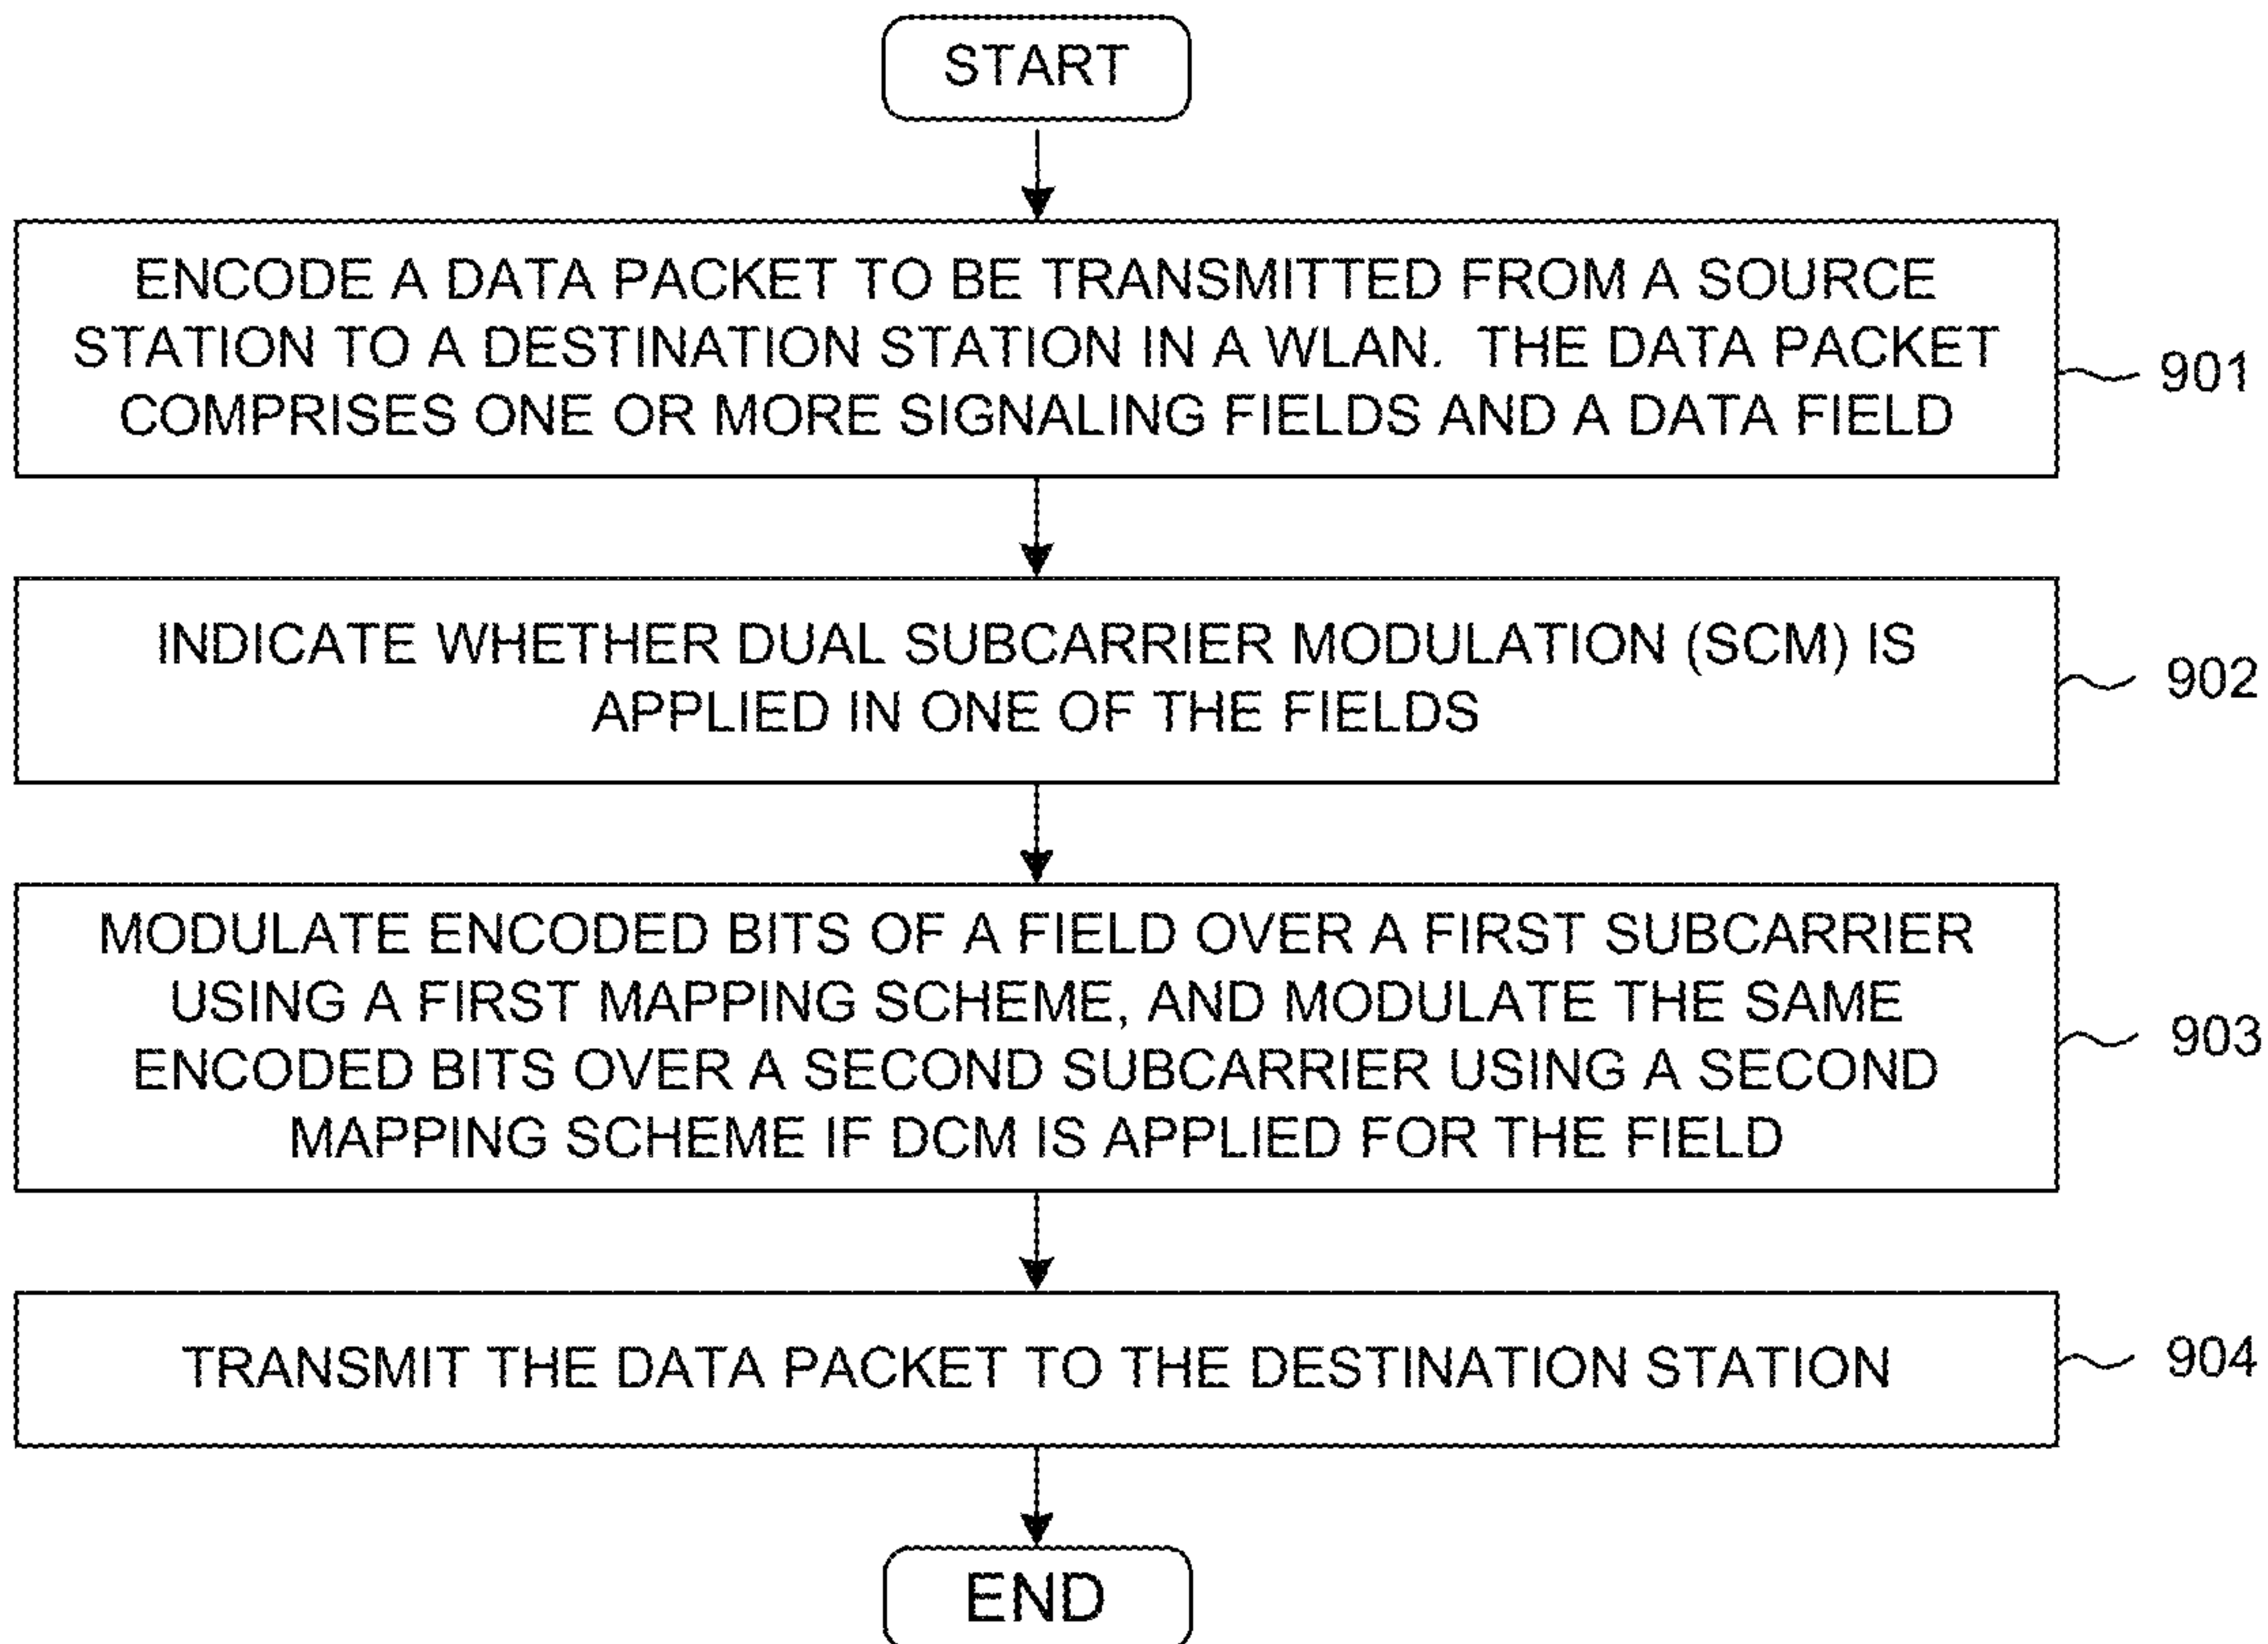 START
ENCODE A DATA PACKET TO BE TRANSMITTED FROM A SOURCE
STATION TO A DESTINATION STATION IN A WLAN. THE DATA PACKET
COMPRISES ONE OR MORE SIGNALING FIELDS AND A DATA FIELD
901
INDICATE WHETHER DUAL SUBCARRIER MODULATION (SCM) IS
APPLIED IN ONE OF THE FIELDS
902
MODULATE ENCODED BITS OF A FIELD OVER A FIRST SUBCARRIER
USING A FIRST MAPPING SCHEME, AND MODULATE THE SAME
ENCODED BITS OVER A SECOND SUBCARRIER USING A SECOND
MAPPING SCHEME IF DCM IS APPLIED FOR THE FIELD
903
TRANSMIT THE DATA PACKET TO THE DESTINATION STATION
904
END